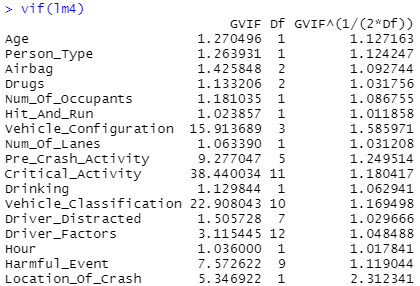 > vif(lm4)
GVIF Df GVIF^(1/(2*Df))
Age 1.270496 1 1.127163
Person_Type 1.263931 1 1.124247
Airbag 1.425848 2 1.092744
Drugs 1.133206 2 1.031756
Num_Of_Occupants 1.181035 1 1.086755
Hit_And_Run 1.023857 1 1.011858
Vehicle_Configuration 15.913689 3 1.585971
Num_Of_Lanes 1.063390 1 1.031208
Pre_Crash_Activity 9.277047 5 1.249514
Critical_Activity 38.440034 11 1.180417
Drinking 1.129844 1 1.062941
Vehicle_Classification 22.908043 10 1.169498
Driver_Distracted 1.505728 7 1.029666
Driver_Factors 3.115445 12 1.048488
Hour 1.036000 1 1.017841
Harmful_Event 7.572622 9 1.119044
Location_Of_Crash 5.346922 1 2.312341